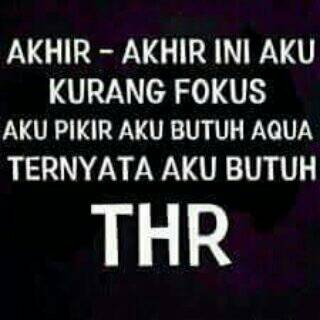 AKHIR - AKHIR INI AKU
KURANG FOKUS
AKU PIKIR AKU BUTUH AQUA
TERNYATA AKU BUTUH
THR